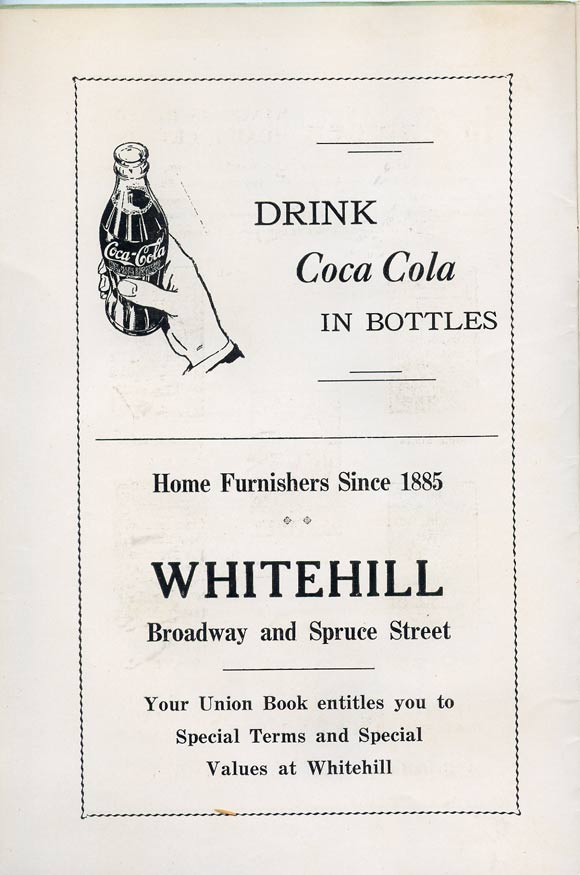 Coca-Cola
DRINK
Coca Cola
IN BOTTLES
Home Furnishers Since 1885
WHITEHILL
Broadway and Spruce Street
Your Union Book entitles you to
Special Terms and Special
Values at Whitehill